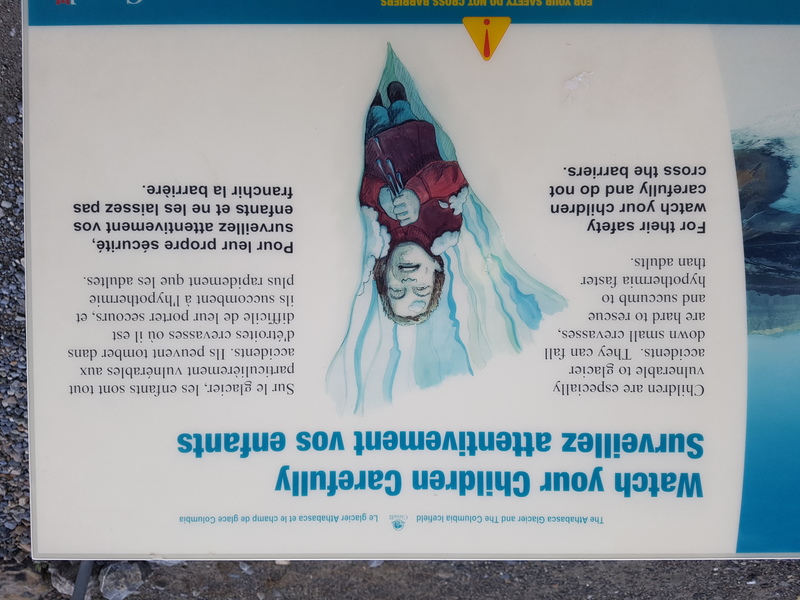 The Athabasca Glacier and The Columbia Icefield
Le glacier Athabasca et le champ de glace Columbia
Watch your Children Carefully
Surveillez attentivement vos enfants
Children are especially
vulnerable to glacier
accidents. They can fall
down small crevasses,
are hard to rescue
and succumb to
hypothermia faster
than adults.
For their safety
watch your children
carefully and do not
cross the barriers.
Sur le glacier, les enfants sont tout
particulièrement vulnérables aux
accidents. Ils peuvent tomber dans
d'étroites crevasses où il est
difficile de leur porter secours, et
ils succombent à l'hypothermie
plus rapidement que les adultes.
Pour leur propre sécurité,
surveillez attentivement vos
enfants et ne les laissez pas
franchir la barrière.
!
FOR YOUR SAFETY DO NOT CROSS BARRIERS